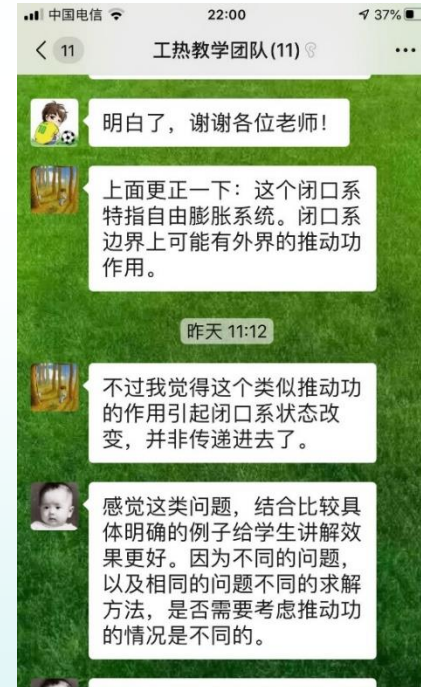 中国电信
22:00
37%
11
工热教学团队(11)
明白了，谢谢各位老师！
上面更正一下：这个闭口系
特指自由膨胀系统。闭口系
边界上可能有外界的推动功
作用。
昨天 11:12
不过我觉得这个类似推动功
的作用引起闭口系状态改
变，并非传递进去了。
感觉这类问题，结合比较具
体明确的例子给学生讲解效
果更好。因为不同的问题，
以及相同的问题不同的求解
方法，是否需要考虑推动功
的情况是不同的。